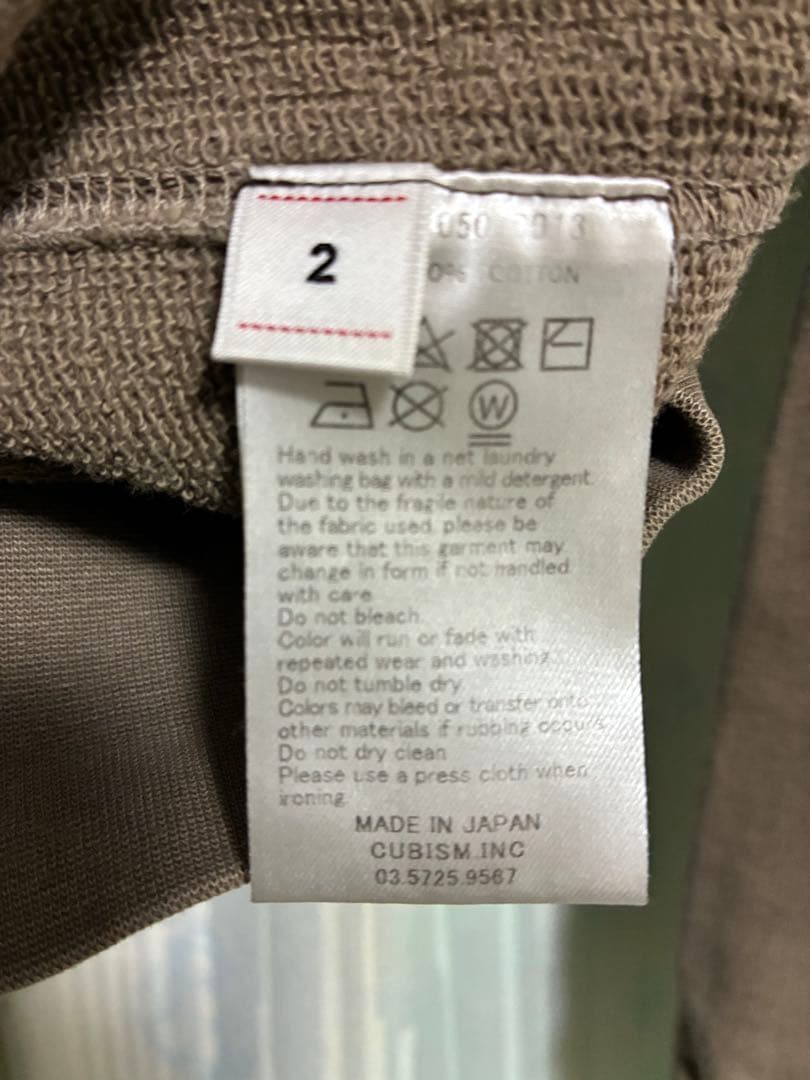 2
COTTON
W
Hand wash in a net laundry
washing bag with a mild detergent.
Due to the fragile nature of
the fabric used, please be
aware that this garment may
change in form if not handled
with care.
Do not bleach.
Color will run or fade with
repeated wear and washing.
Do not tumble dry.
Colors may bleed or transfer onto
other materials if rubbing occurs.
Do not dry clean
Please use a press cloth when
ironing.
MADE IN JAPAN
CUBISM.INC
03.5725.9567